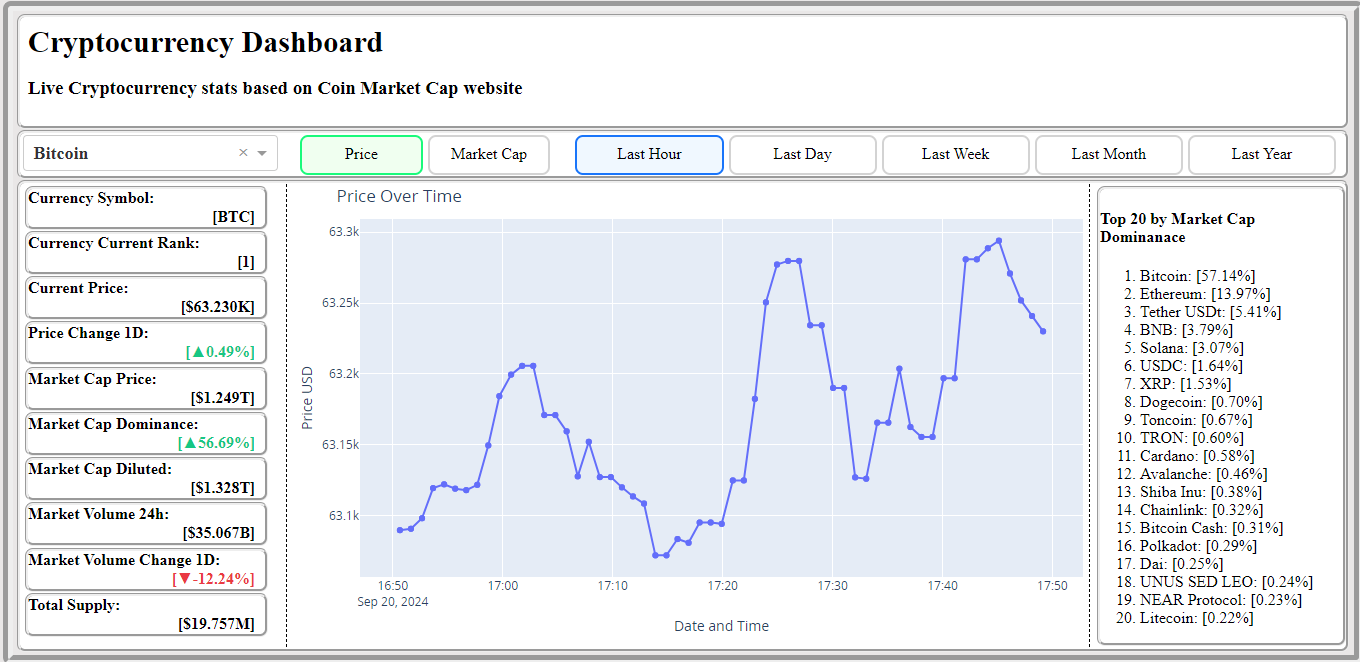 Cryptocurrency Dashboard
Live Cryptocurrency stats based on Coin Market Cap website
Bitcoin × Price Market Cap Last Hour Last Day Last Week Last Month Last Year
Currency Symbol:
[BTC]
Currency Current Rank:
[1]
Current Price:
[$63.230K]
Price Change 1D:
[▲0.49%]
Market Cap Price:
[$1.249T]
Market Cap Dominance:
[▲56.69%]
Market Cap Diluted:
[$1.328T]
Market Volume 24h:
[$35.067B]
Market Volume Change 1D:
[▼-12.24%]
Total Supply:
[$19.757M]
Price Over Time
Price USD
63.3k
63.25k
63.2k
63.15k
63.1k
16:50 17:00 17:10 17:20 17:30 17:40 17:50
Sep 20, 2024
Date and Time
Top 20 by Market Cap
Dominanace
1. Bitcoin: [57.14%]
2. Ethereum: [13.97%]
3. Tether USDt: [5.41%]
4. BNB: [3.79%]
5. Solana: [3.07%]
6. USDC: [1.64%]
7. XRP: [1.53%]
8. Dogecoin: [0.70%]
9. Toncoin: [0.67%]
10. TRON: [0.60%]
11. Cardano: [0.58%]
12. Avalanche: [0.46%]
13. Shiba Inu: [0.38%]
14. Chainlink: [0.32%]
15. Bitcoin Cash: [0.31%]
16. Polkadot: [0.29%]
17. Dai: [0.25%]
18. UNUS SED LEO: [0.24%]
19. NEAR Protocol: [0.23%]
20. Litecoin: [0.22%]